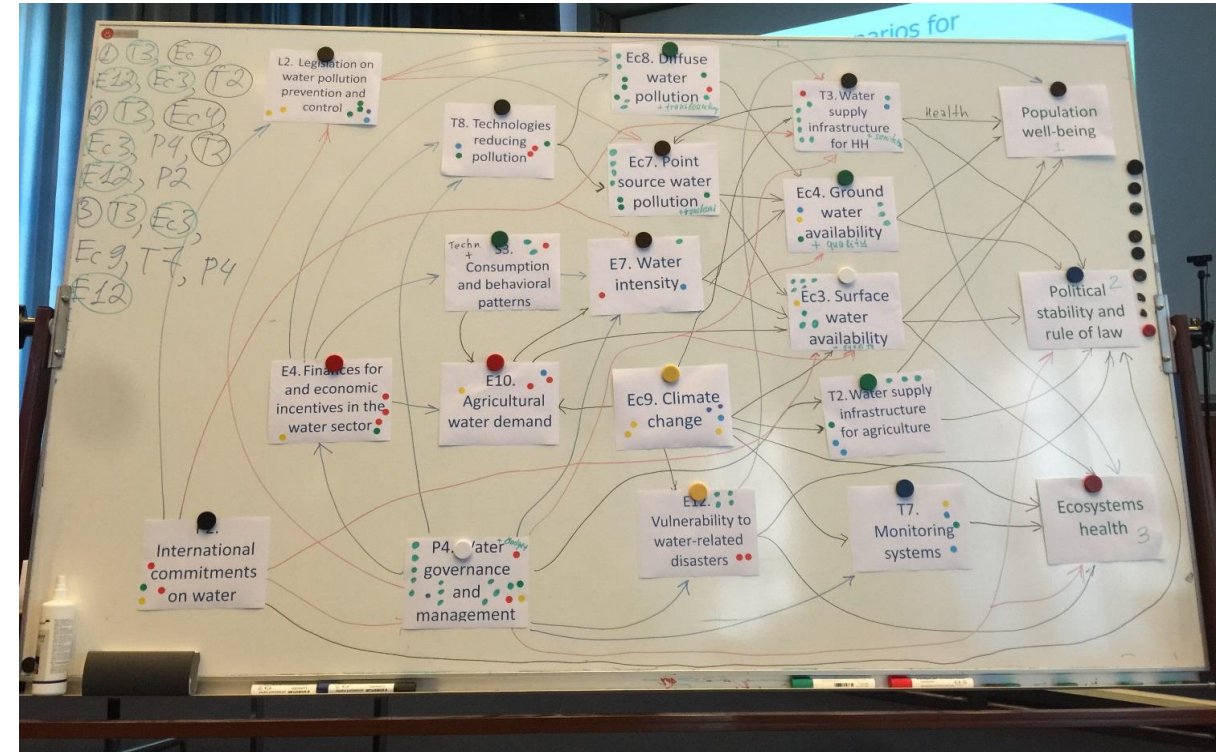 arios for
① T3, Ec4
E12, Ec3, T2
② T3, Ec4
Ec3, P4, T2
E12, P2
3) T3, Ec3,
Ec9, T7, P4
E12
L2. Legislation on
water pollution
prevention and
control
T8. Technologies
reducing
pollution
Ec8. Diffuse
water
pollution
Ec7. Point
source water
pollution
T3. Water
supply
infrastructure
for HH
Health
Population
well-being
1
Ec4. Ground
water
availability
+ quality
Techn
+
S3.
Consumption
and behavioral
patterns
E7. Water
intensity
Ec3. Surface
water
availability
Political
stability and
rule of law
2
E4. Finances for
and economic
incentives in the
water sector
E10.
Agricultural
water demand
Ec9. Climate
change
T2. Water supply
infrastructure
for agriculture
International
commitments
on water
P4. Water
governance
and
management
E12.
Vulnerability to
water-related
disasters
T7.
Monitoring
systems
Ecosystems
health
3